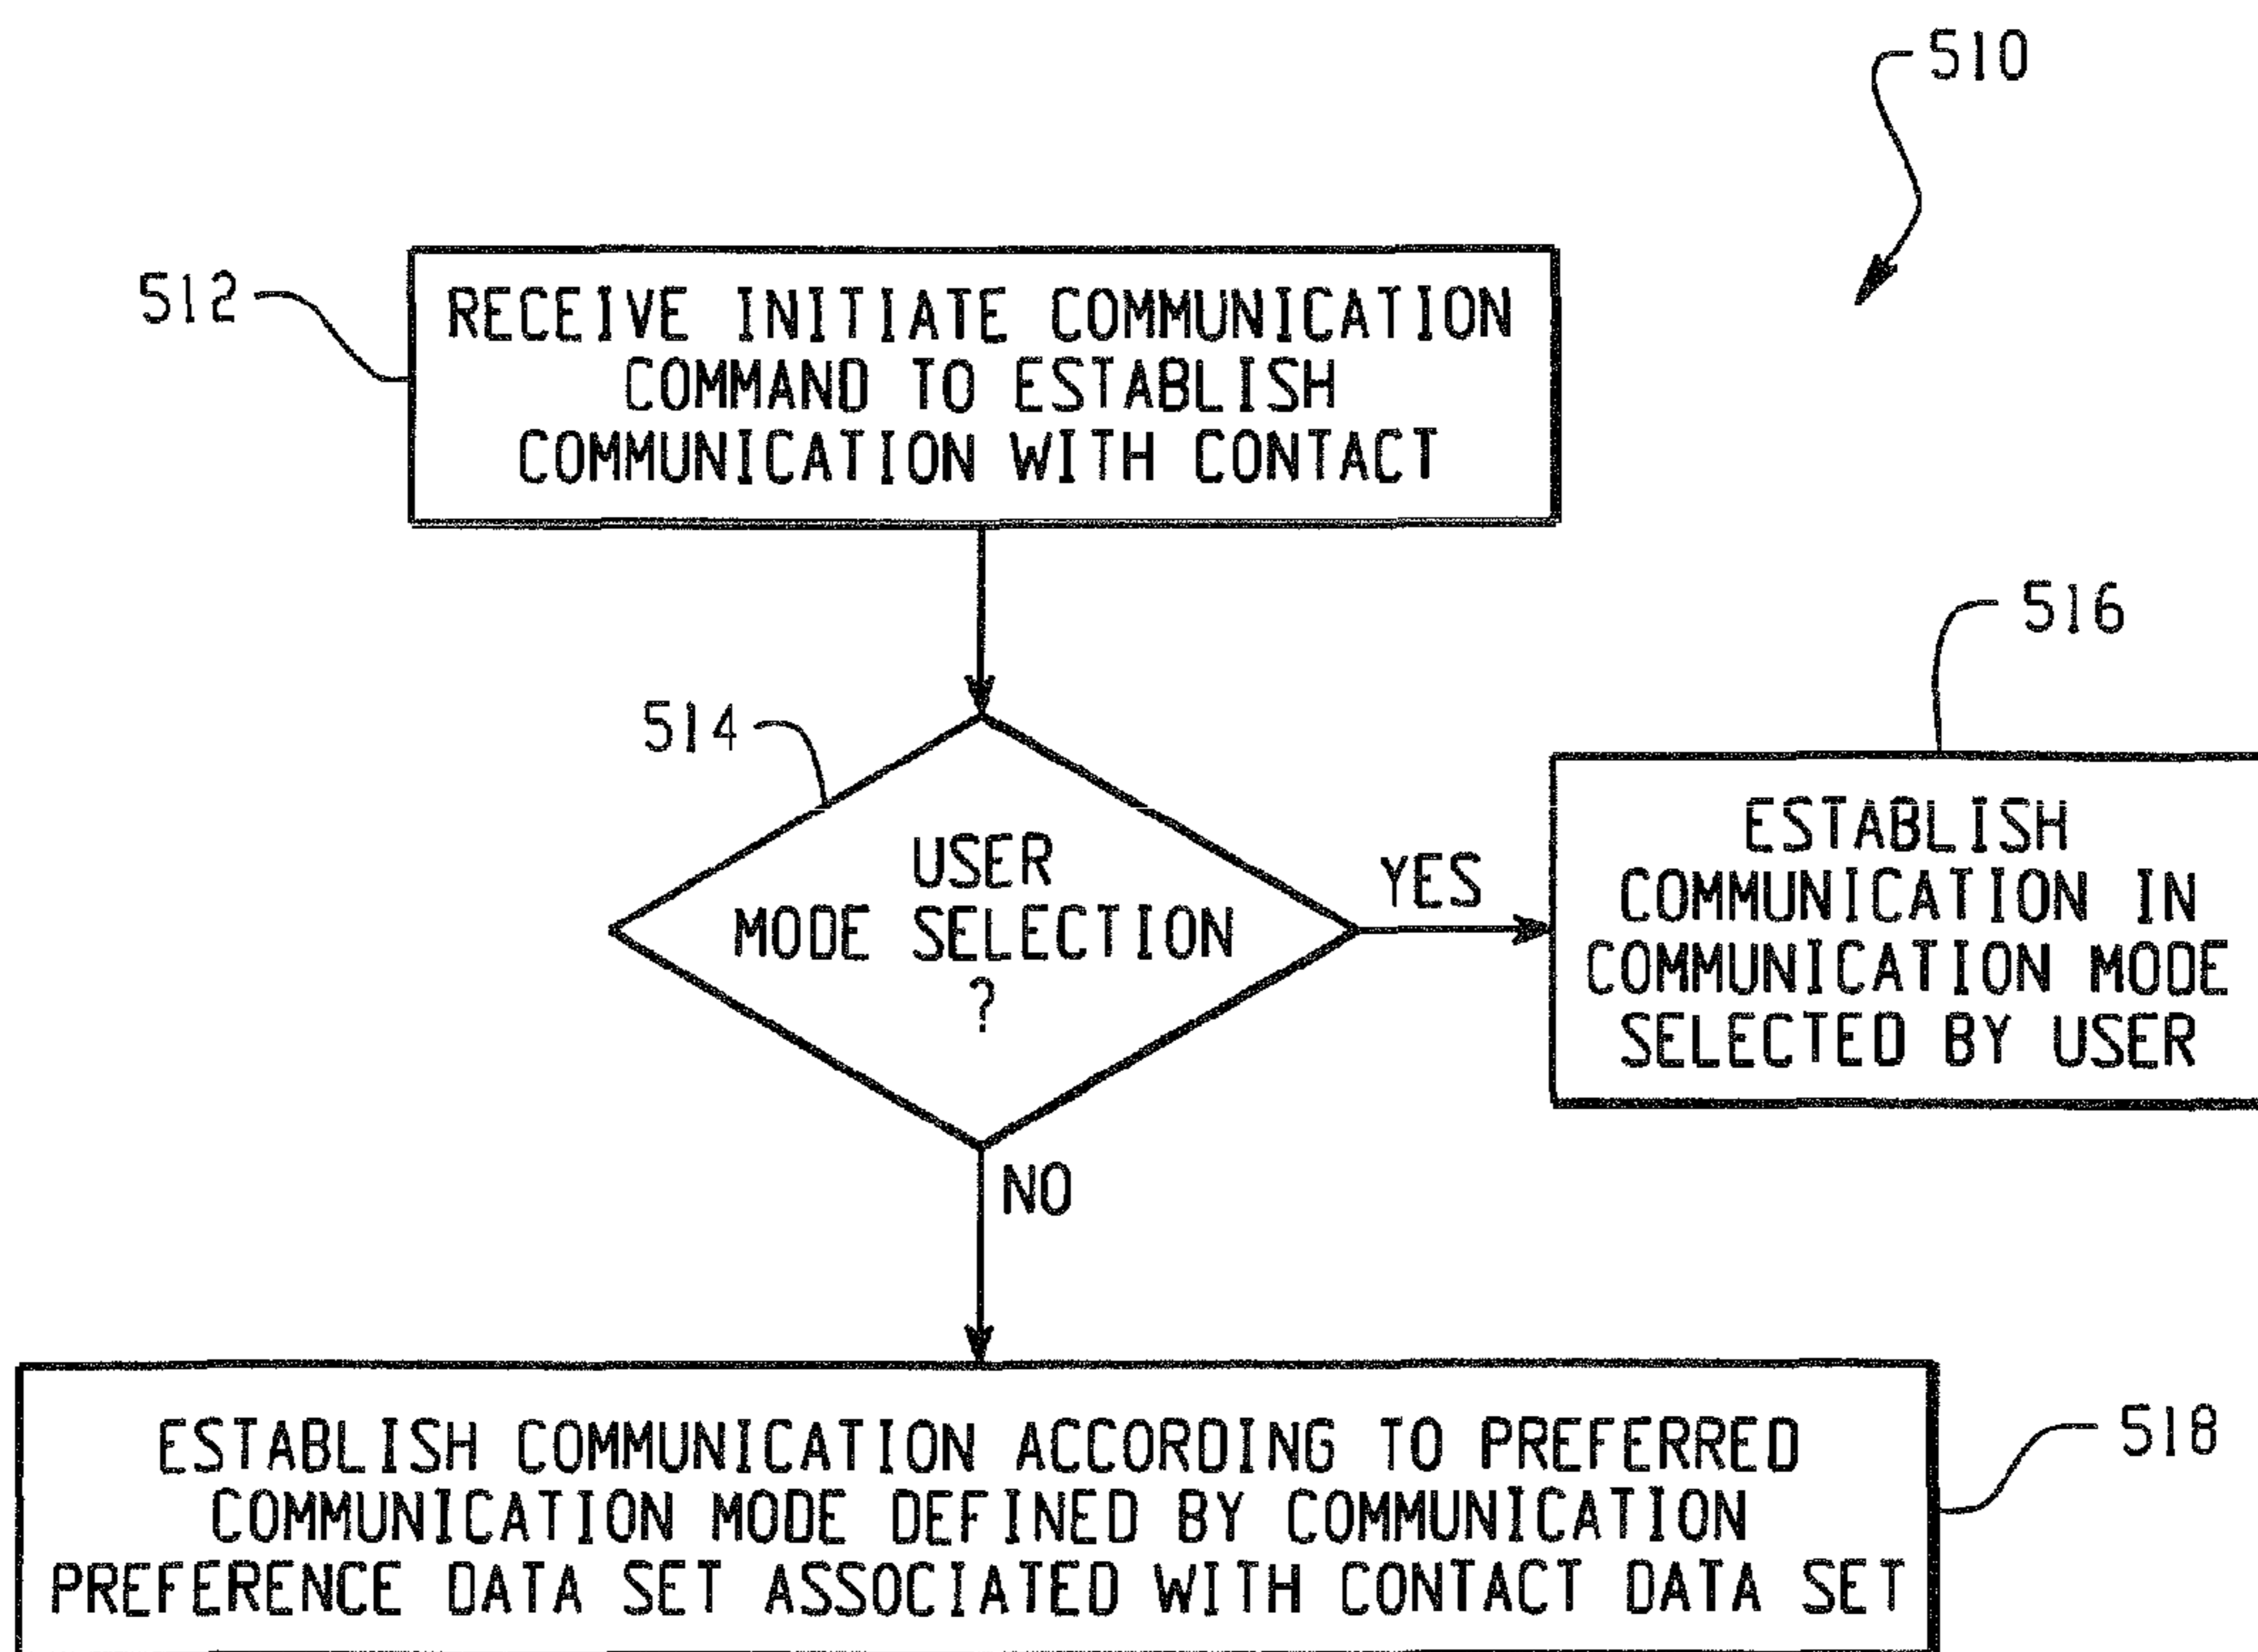 510
512
RECEIVE INITIATE COMMUNICATION
COMMAND TO ESTABLISH
COMMUNICATION WITH CONTACT
514
USER
MODE SELECTION
?
YES
516
ESTABLISH
COMMUNICATION IN
COMMUNICATION MODE
SELECTED BY USER
NO
518
ESTABLISH COMMUNICATION ACCORDING TO PREFERRED
COMMUNICATION MODE DEFINED BY COMMUNICATION
PREFERENCE DATA SET ASSOCIATED WITH CONTACT DATA SET